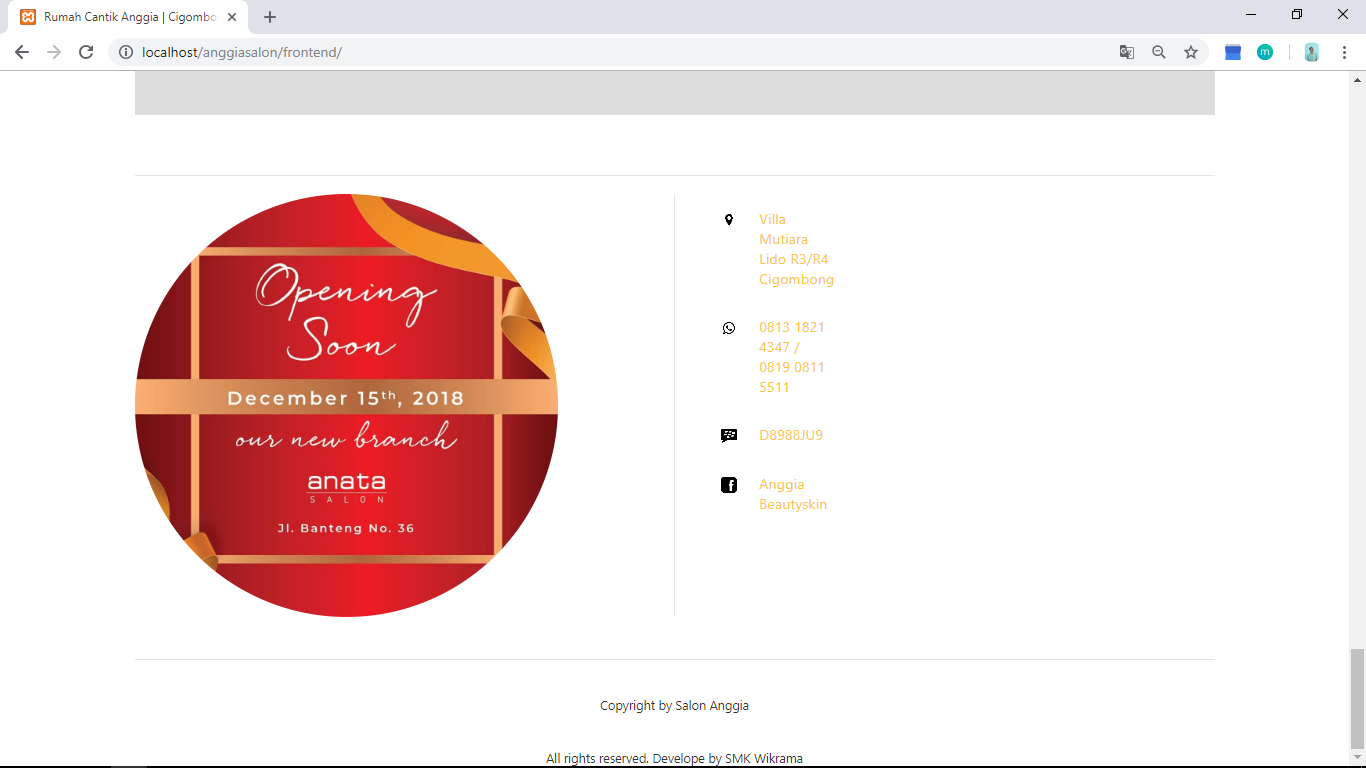 Rumah Cantik Anggia | Cigombo
localhost/anggiasalon/frontend/
Opening
Soon
December 15th, 2018
our new branch
anata
SALON
Jl. Banteng No. 36
Villa
Mutiara
Lido R3/R4
Cigombong
0813 1821
4347 /
0819 0811
5511
D8988JU9
Anggia
Beautyskin
Copyright by Salon Anggia
All rights reserved. Develope by SMK Wikrama